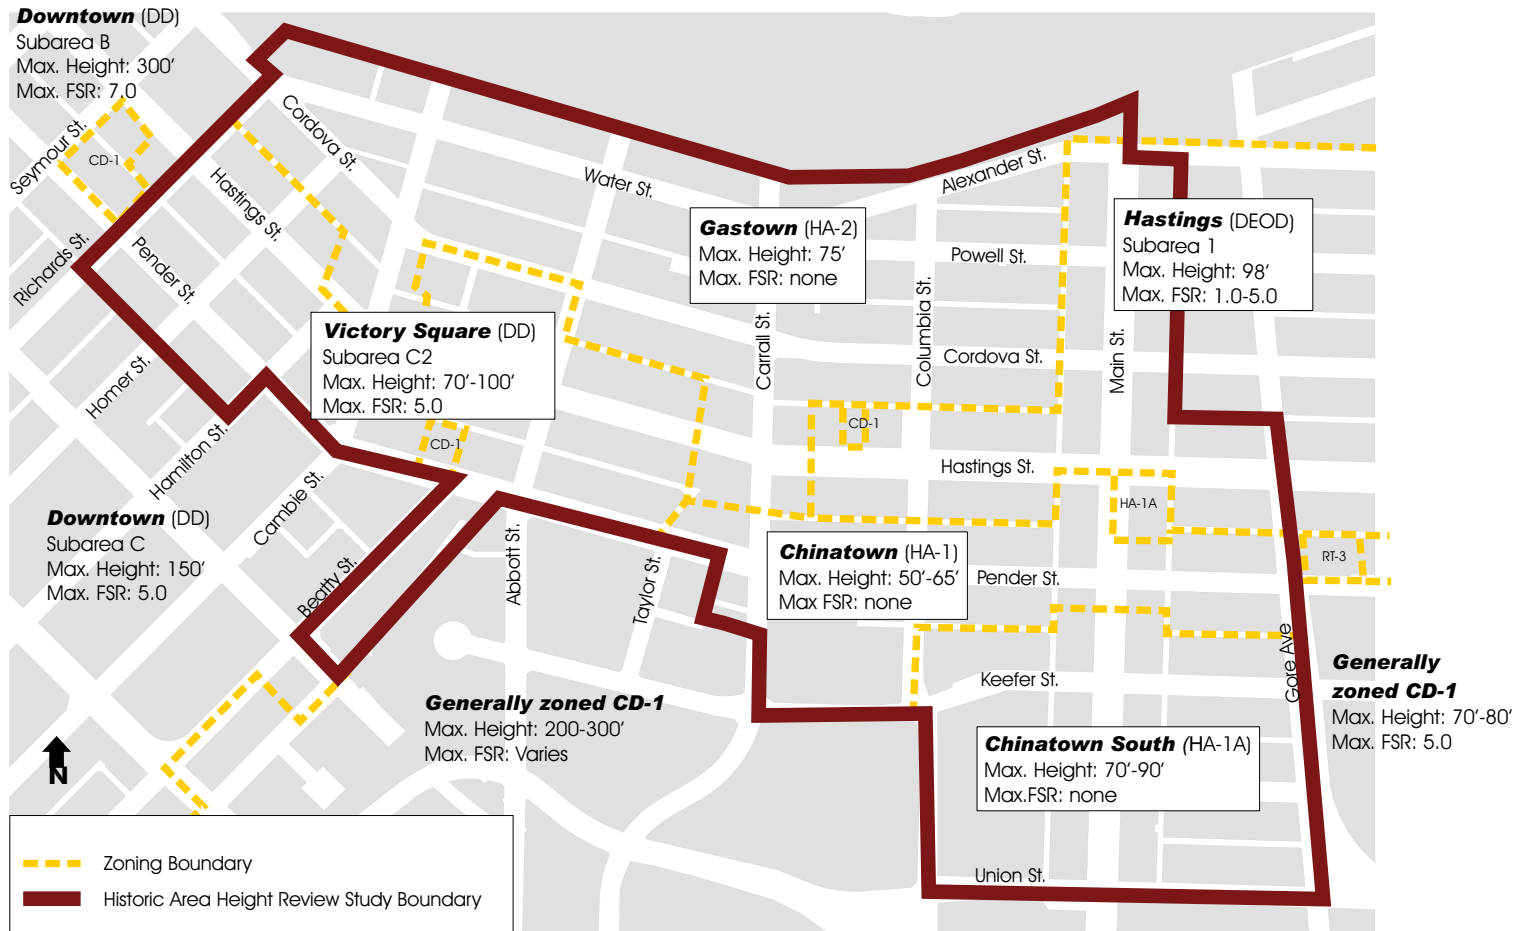 Downtown (DD)
Subarea B
Max. Height: 300'
Max. FSR: 7.0
Seymour St.
CD-1
Richards St.
Pender St.
Hastings St.
Cordova St.
Water St.
Alexander St.
Gastown (HA-2)
Max. Height: 75'
Max. FSR: none
Powell St.
Hastings (DEOD)
Subarea 1
Max. Height: 98'
Max. FSR: 1.0-5.0
Victory Square (DD)
Subarea C2
Max. Height: 70'-100'
Max. FSR: 5.0
Carrall St.
Columbia St.
Cordova St.
Main St.
Homer St.
Hamilton St.
CD-1
CD-1
Hastings St.
Cambie St.
HA-1A
Downtown (DD)
Subarea C
Max. Height: 150'
Max. FSR: 5.0
Beatty St.
Abbott St.
Taylor St.
Chinatown (HA-1)
Max. Height: 50'-65'
Max FSR: none
Pender St.
RT-3
Gore Ave
Keefer St.
Generally
zoned CD-1
Max. Height: 70'-80'
Max. FSR: 5.0
Generally zoned CD-1
Max. Height: 200-300'
Max. FSR: Varies
Chinatown South (HA-1A)
Max. Height: 70'-90'
Max.FSR: none
N
Union St.
Zoning Boundary
Historic Area Height Review Study Boundary